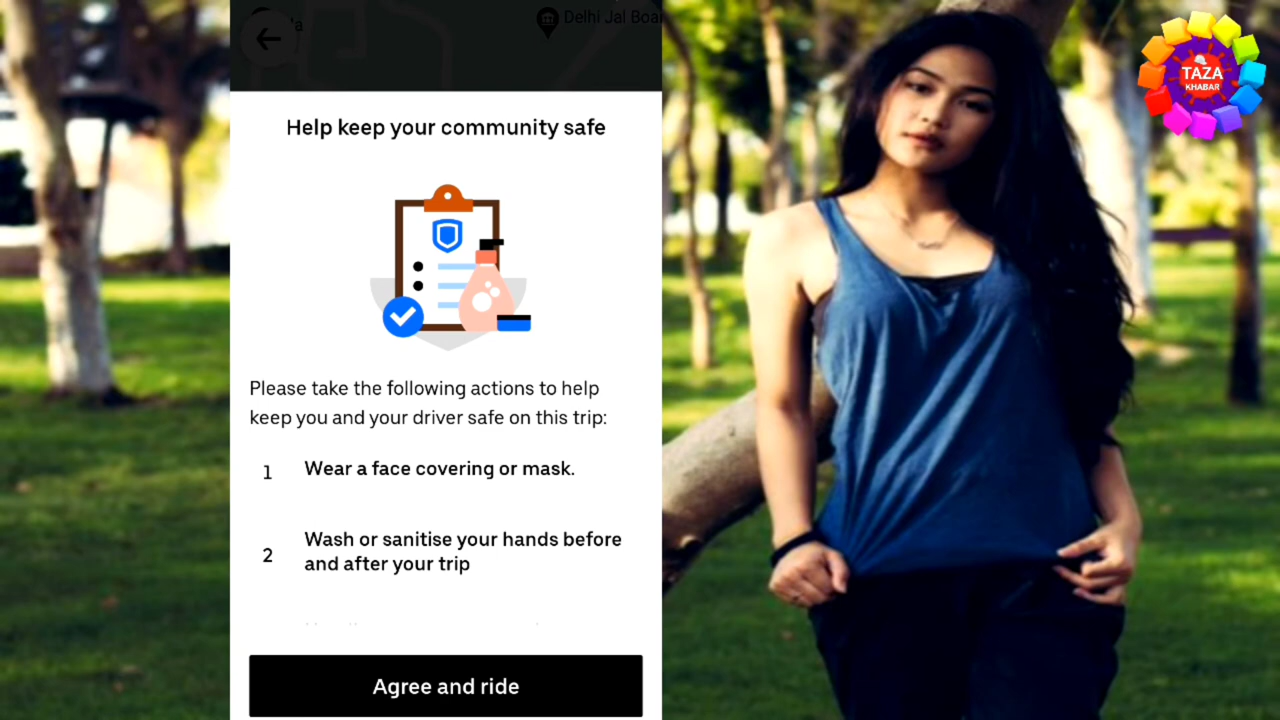 Delhi Jal Boar
Help keep your community safe
Please take the following actions to help
keep you and your driver safe on this trip:
1 Wear a face covering or mask.
2 Wash or sanitise your hands before
and after your trip
Agree and ride
TAZA
KHABAR